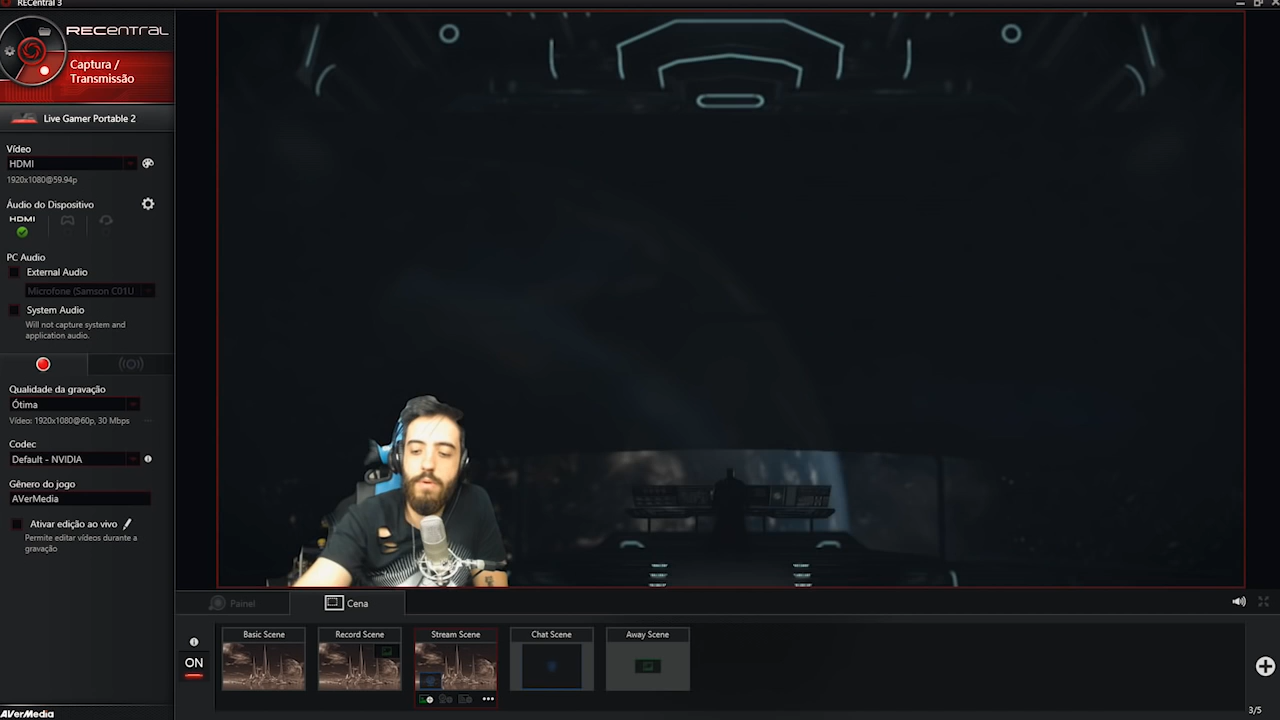 RECentral 3
RECENTRAL
Captura /
Transmissão
Live Gamer Portable 2
Vídeo
HDMI
1920x1080@59.94p
Áudio do Dispositivo
HDMI
PC Audio
External Audio
Microfone (Samson C01U
System Audio
Will not capture system and
application audio.
Qualidade da gravação
Ótima
Vídeo: 1920x1080@60p, 30 Mbps
Codec
Default - NVIDIA
Gênero do jogo
AVerMedia
Ativar edição ao vivo
Permite editar vídeos durante a
gravação
Painel
Cena
ON
Basic Scene
Record Scene
Stream Scene
Chat Scene
Away Scene
3/5
AVerMedia